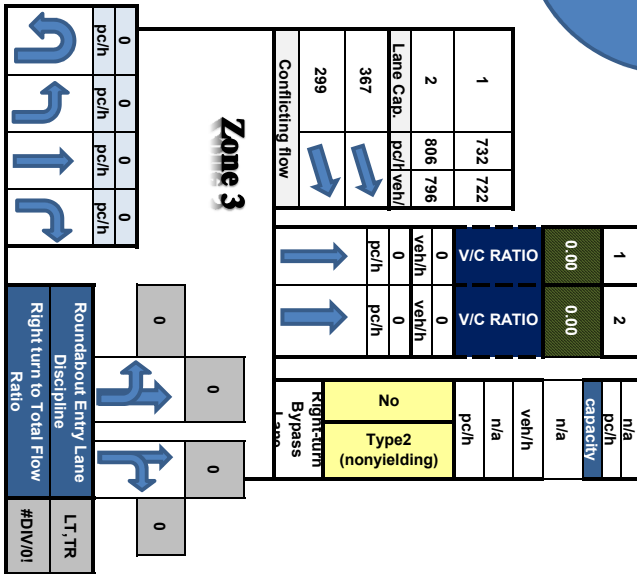 0 0 0 0
pc/h pc/h pc/h pc/h
Zone 3
Conflicting flow
299
367
Lane Cap.
pc/h veh/
2 806 796
1 732 722
1 2
0.00 0.00
V/C RATIO V/C RATIO
0 0
veh/h veh/h
0 0
pc/h pc/h
Right-turn
Bypass
Lane
No
Type2
(nonyielding)
pc/h
n/a
veh/h
n/a
capacity
pc/h
n/a
0
0
0
0
Roundabout Entry Lane
Discipline
LT,TR
Right turn to Total Flow
Ratio
#DIV/0!